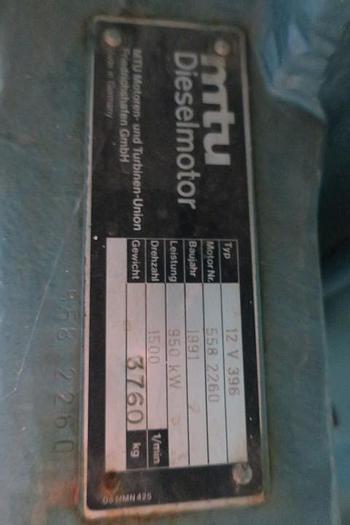 mtu
Dieselmotor
MTU Motoren- und Turbinen-Union
Friedrichshafen GmbH
Made in Germany
Typ 12 V 396
Motor Nr. 558 2260
Baujahr 1991
Leistung 950 kW
Drehzahl 1500 1/min
Gewicht 3760 kg
558 2260